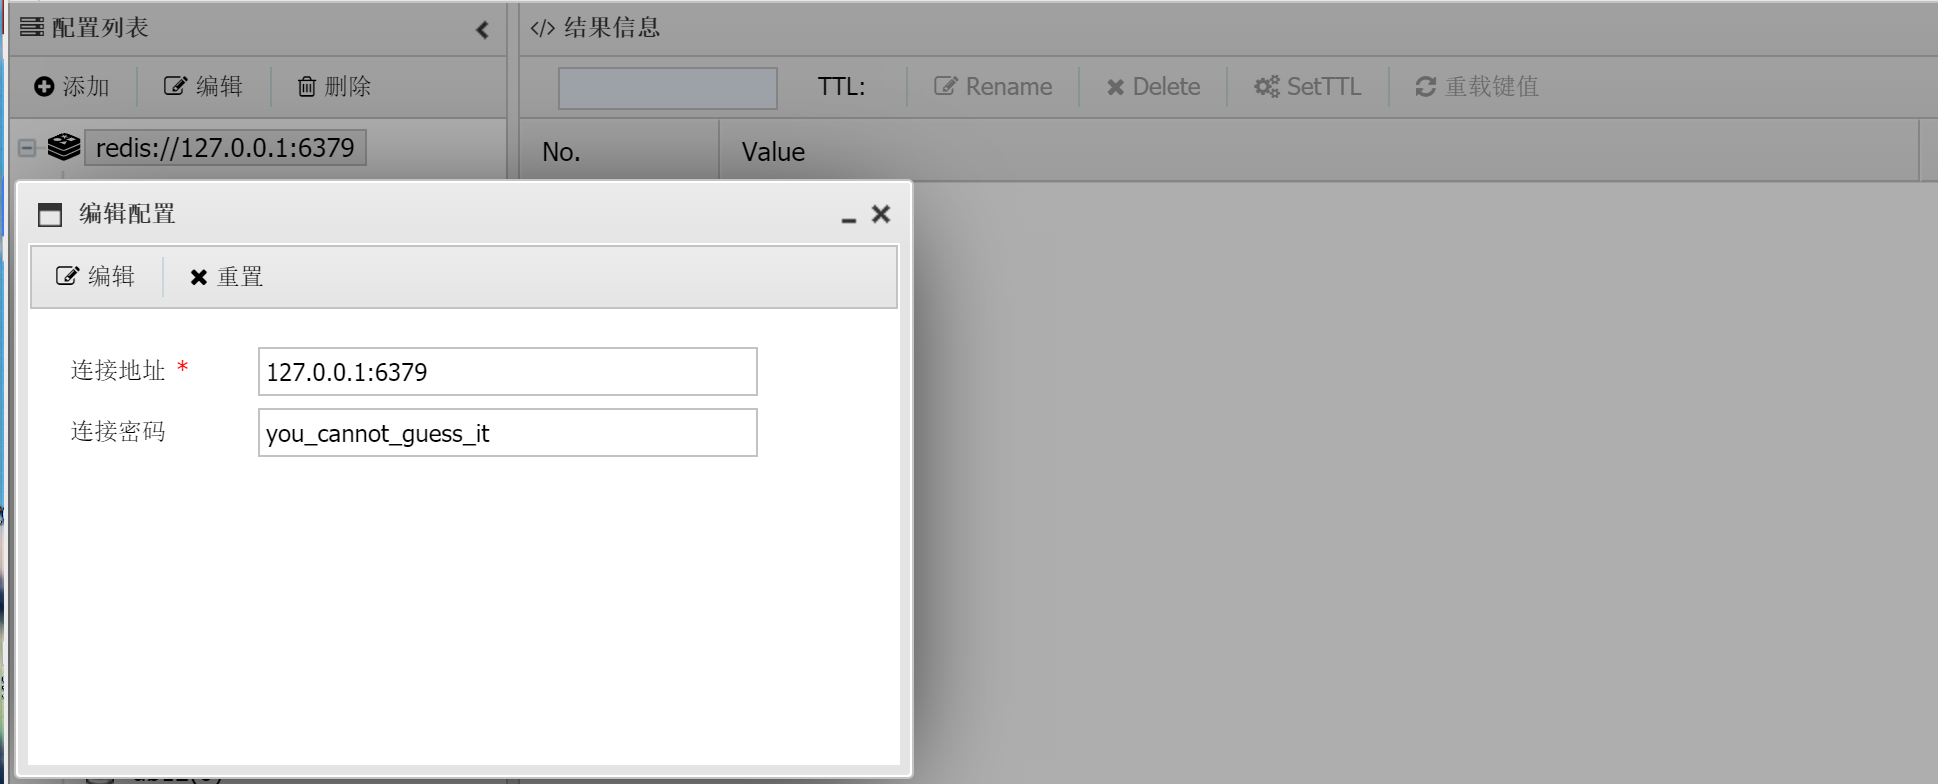 配置列表
</> 结果信息
添加 编辑 删除
TTL: Rename Delete SetTTL 重载键值
redis://127.0.0.1:6379
No. Value
编辑配置
编辑 重置
连接地址 * 127.0.0.1:6379
连接密码 you_cannot_guess_it